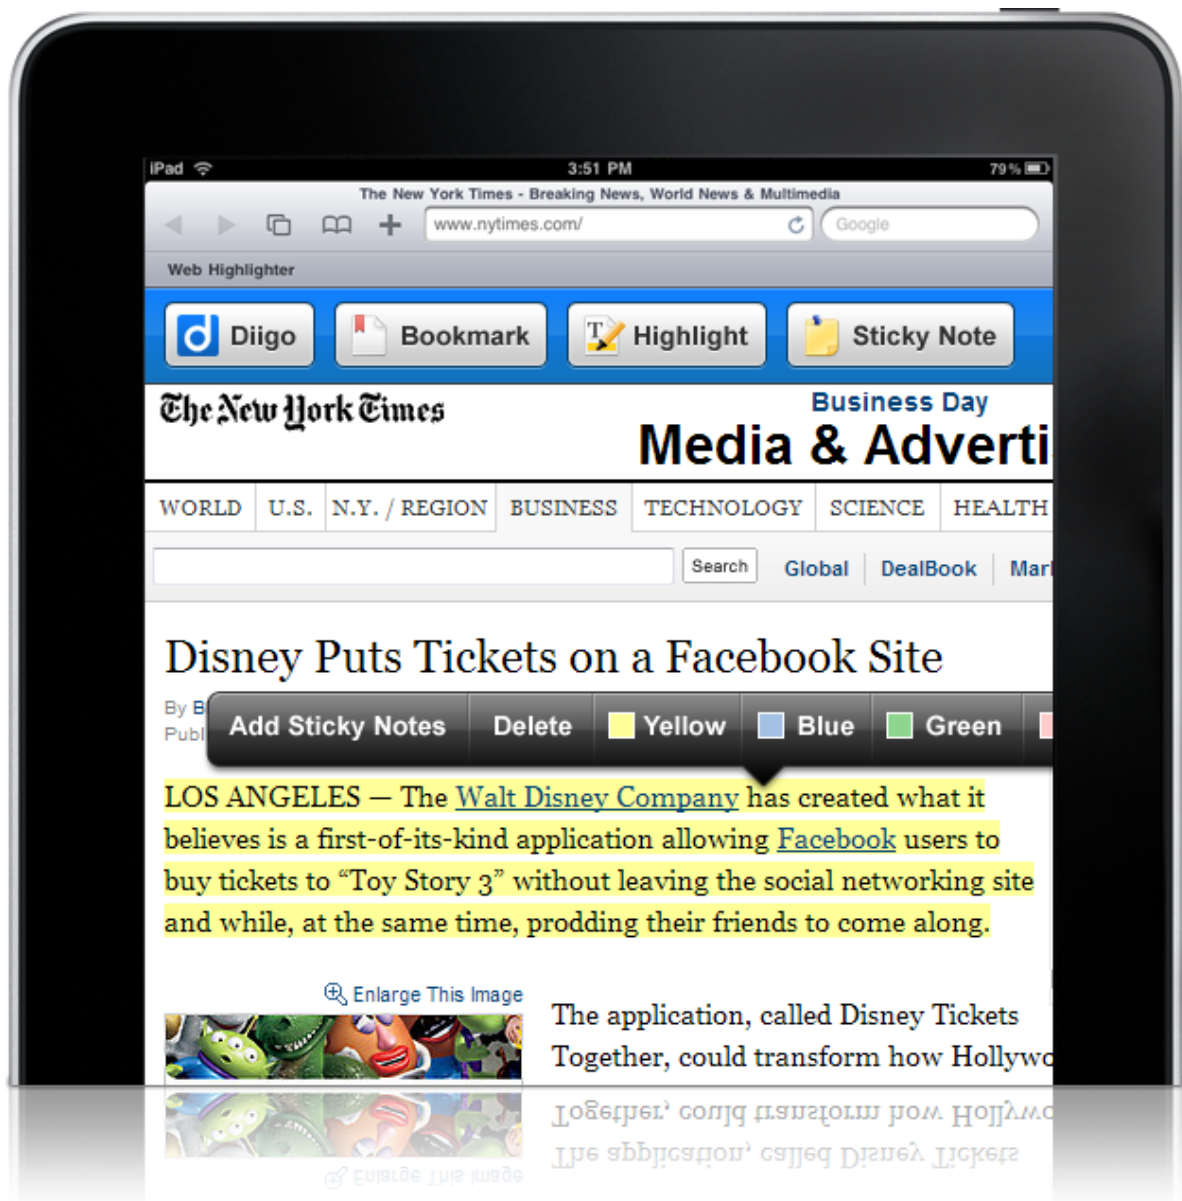 iPad 3:51 PM 79%
The New York Times - Breaking News, World News & Multimedia
www.nytimes.com/ Google
Web Highlighter
Diigo Bookmark Highlight Sticky Note
The New York Times
Business Day
Media & Adverti
WORLD U.S. N.Y. / REGION BUSINESS TECHNOLOGY SCIENCE HEALTH
Search Global DealBook Mar
Disney Puts Tickets on a Facebook Site
By B
Publ
Add Sticky Notes Delete Yellow Blue Green
LOS ANGELES — The Walt Disney Company has created what it
believes is a first-of-its-kind application allowing Facebook users to
buy tickets to “Toy Story 3” without leaving the social networking site
and while, at the same time, prodding their friends to come along.
Enlarge This Image
The application, called Disney Tickets
Together, could transform how Hollywo